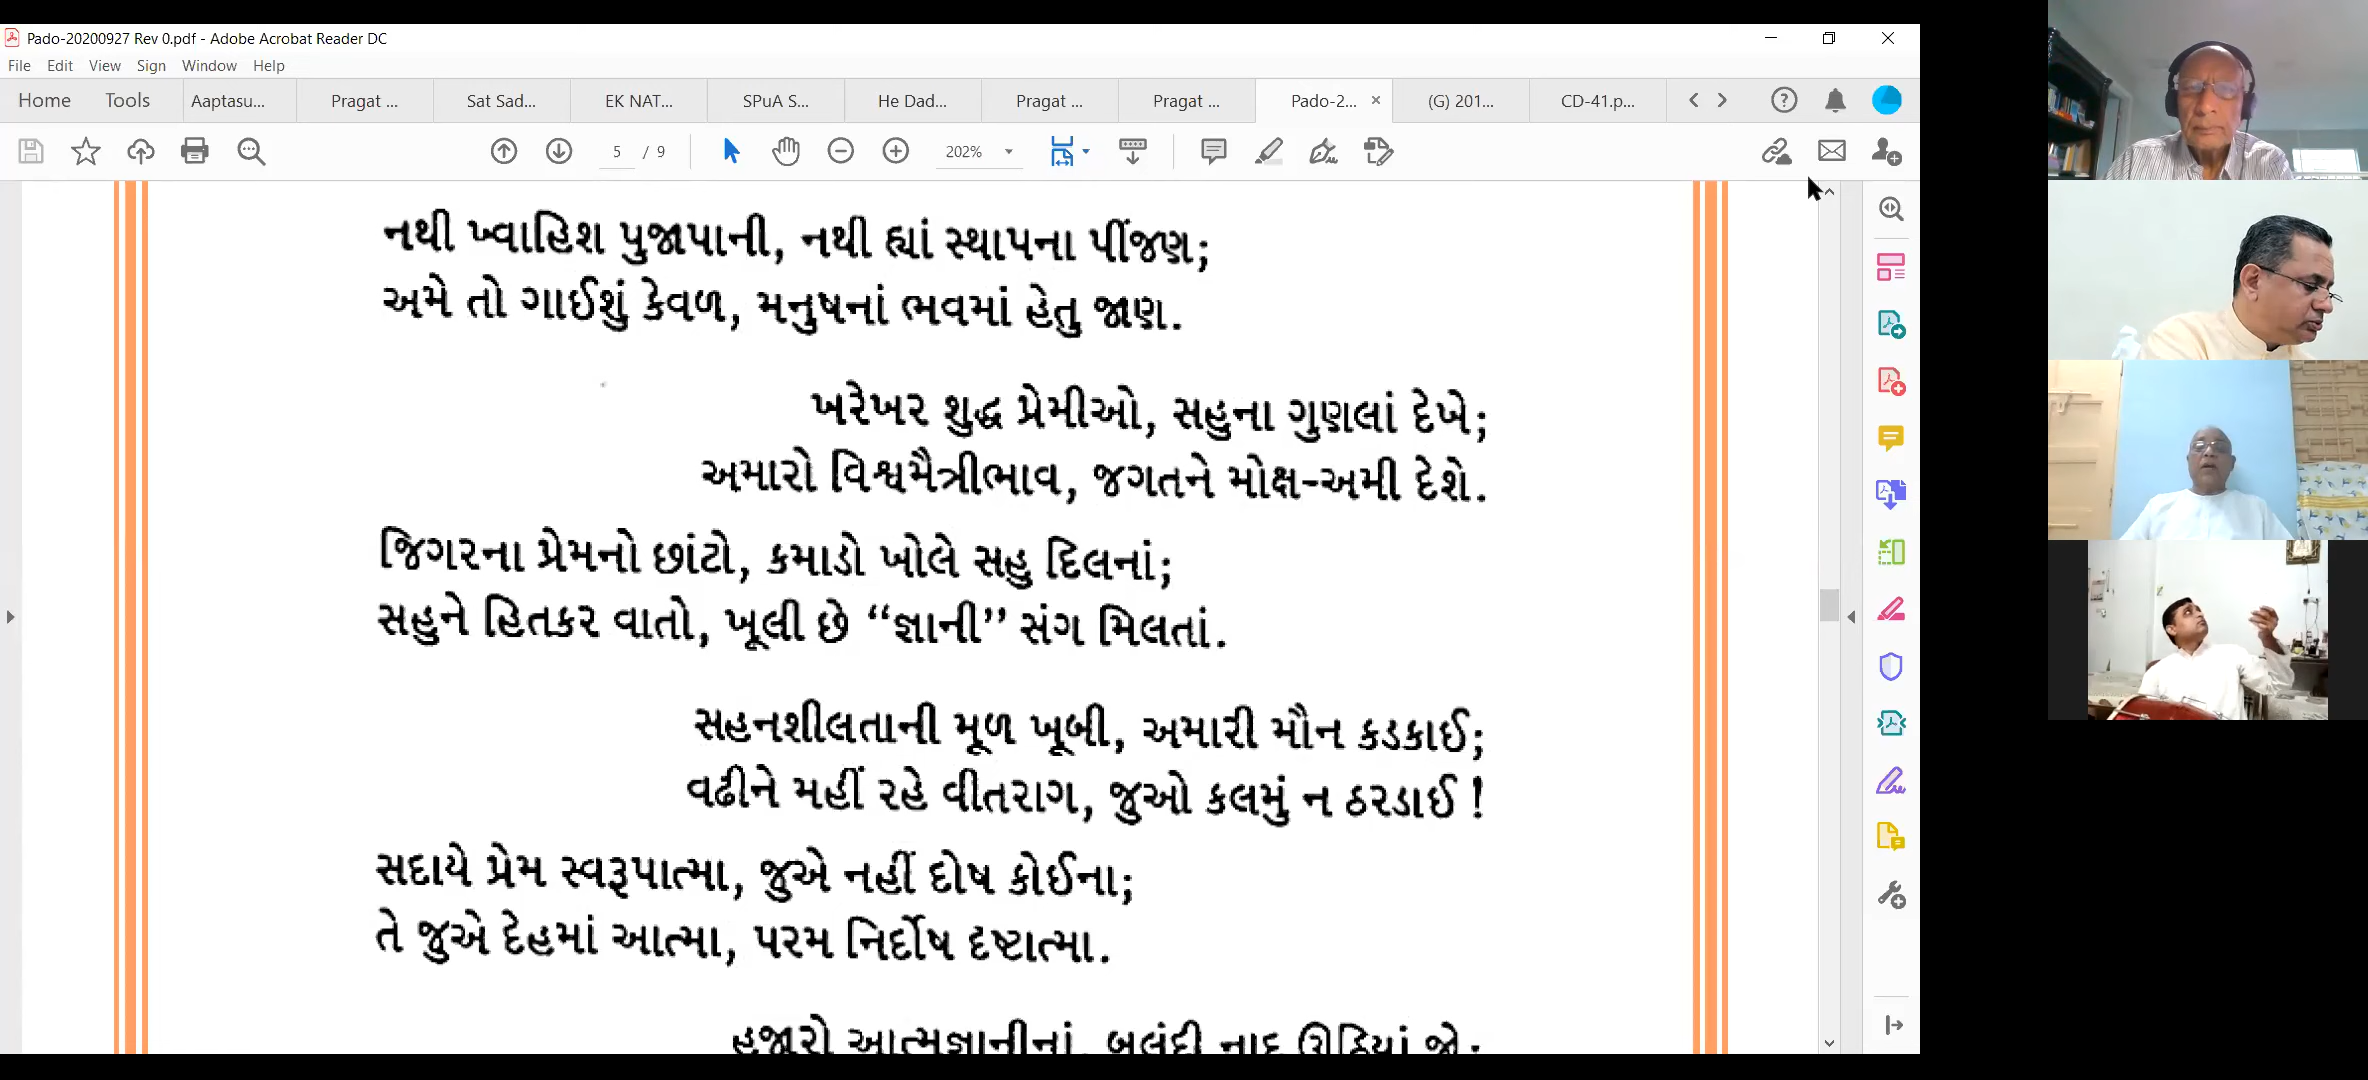 Pado-20200927 Rev 0.pdf - Adobe Acrobat Reader DC
File Edit View Sign Window Help
Home Tools Aaptasu... Pragat ... Sat Sad... EK NAT... SPuA S... He Dad... Pragat ... Pragat ... Pado-2... × (G) 201... CD-41.p...
5 / 9 202%
નથી ખ્વાહિશ પુજાપાની, નથી હ્યાં સ્થાપના પીંજણ;
અમે તો ગાઈશું કેવળ, મનુષનાં ભવમાં હેતુ જાણ.
ખરેખર શુદ્ધ પ્રેમીઓ, સહુના ગુણલાં દેખે;
અમારો વિશ્વમૈત્રીભાવ, જગતને મોક્ષ-અમી દેશે.
જિગરના પ્રેમનો છાંટો, કમાડો ખોલે સહુ દિલનાં;
સહુને હિતકર વાતો, ખૂલી છે “જ્ઞાની” સંગ મિલતાં.
સહનશીલતાની મૂળ ખૂબી, અમારી મૌન કડકાઈ;
વઢીને મહીં રહે વીતરાગ, જુઓ કલમું ન ઠરડાઈ !
સદાયે પ્રેમ સ્વરૂપાત્મા, જુએ નહીં દોષ કોઈના;
તે જુએ દેહમાં આત્મા, પરમ નિર્દોષ દષ્ટાત્મા.
હજારો આત્મજ્ઞાનીનાં, બુલંદી નાદ ઊઠિયાં જો;